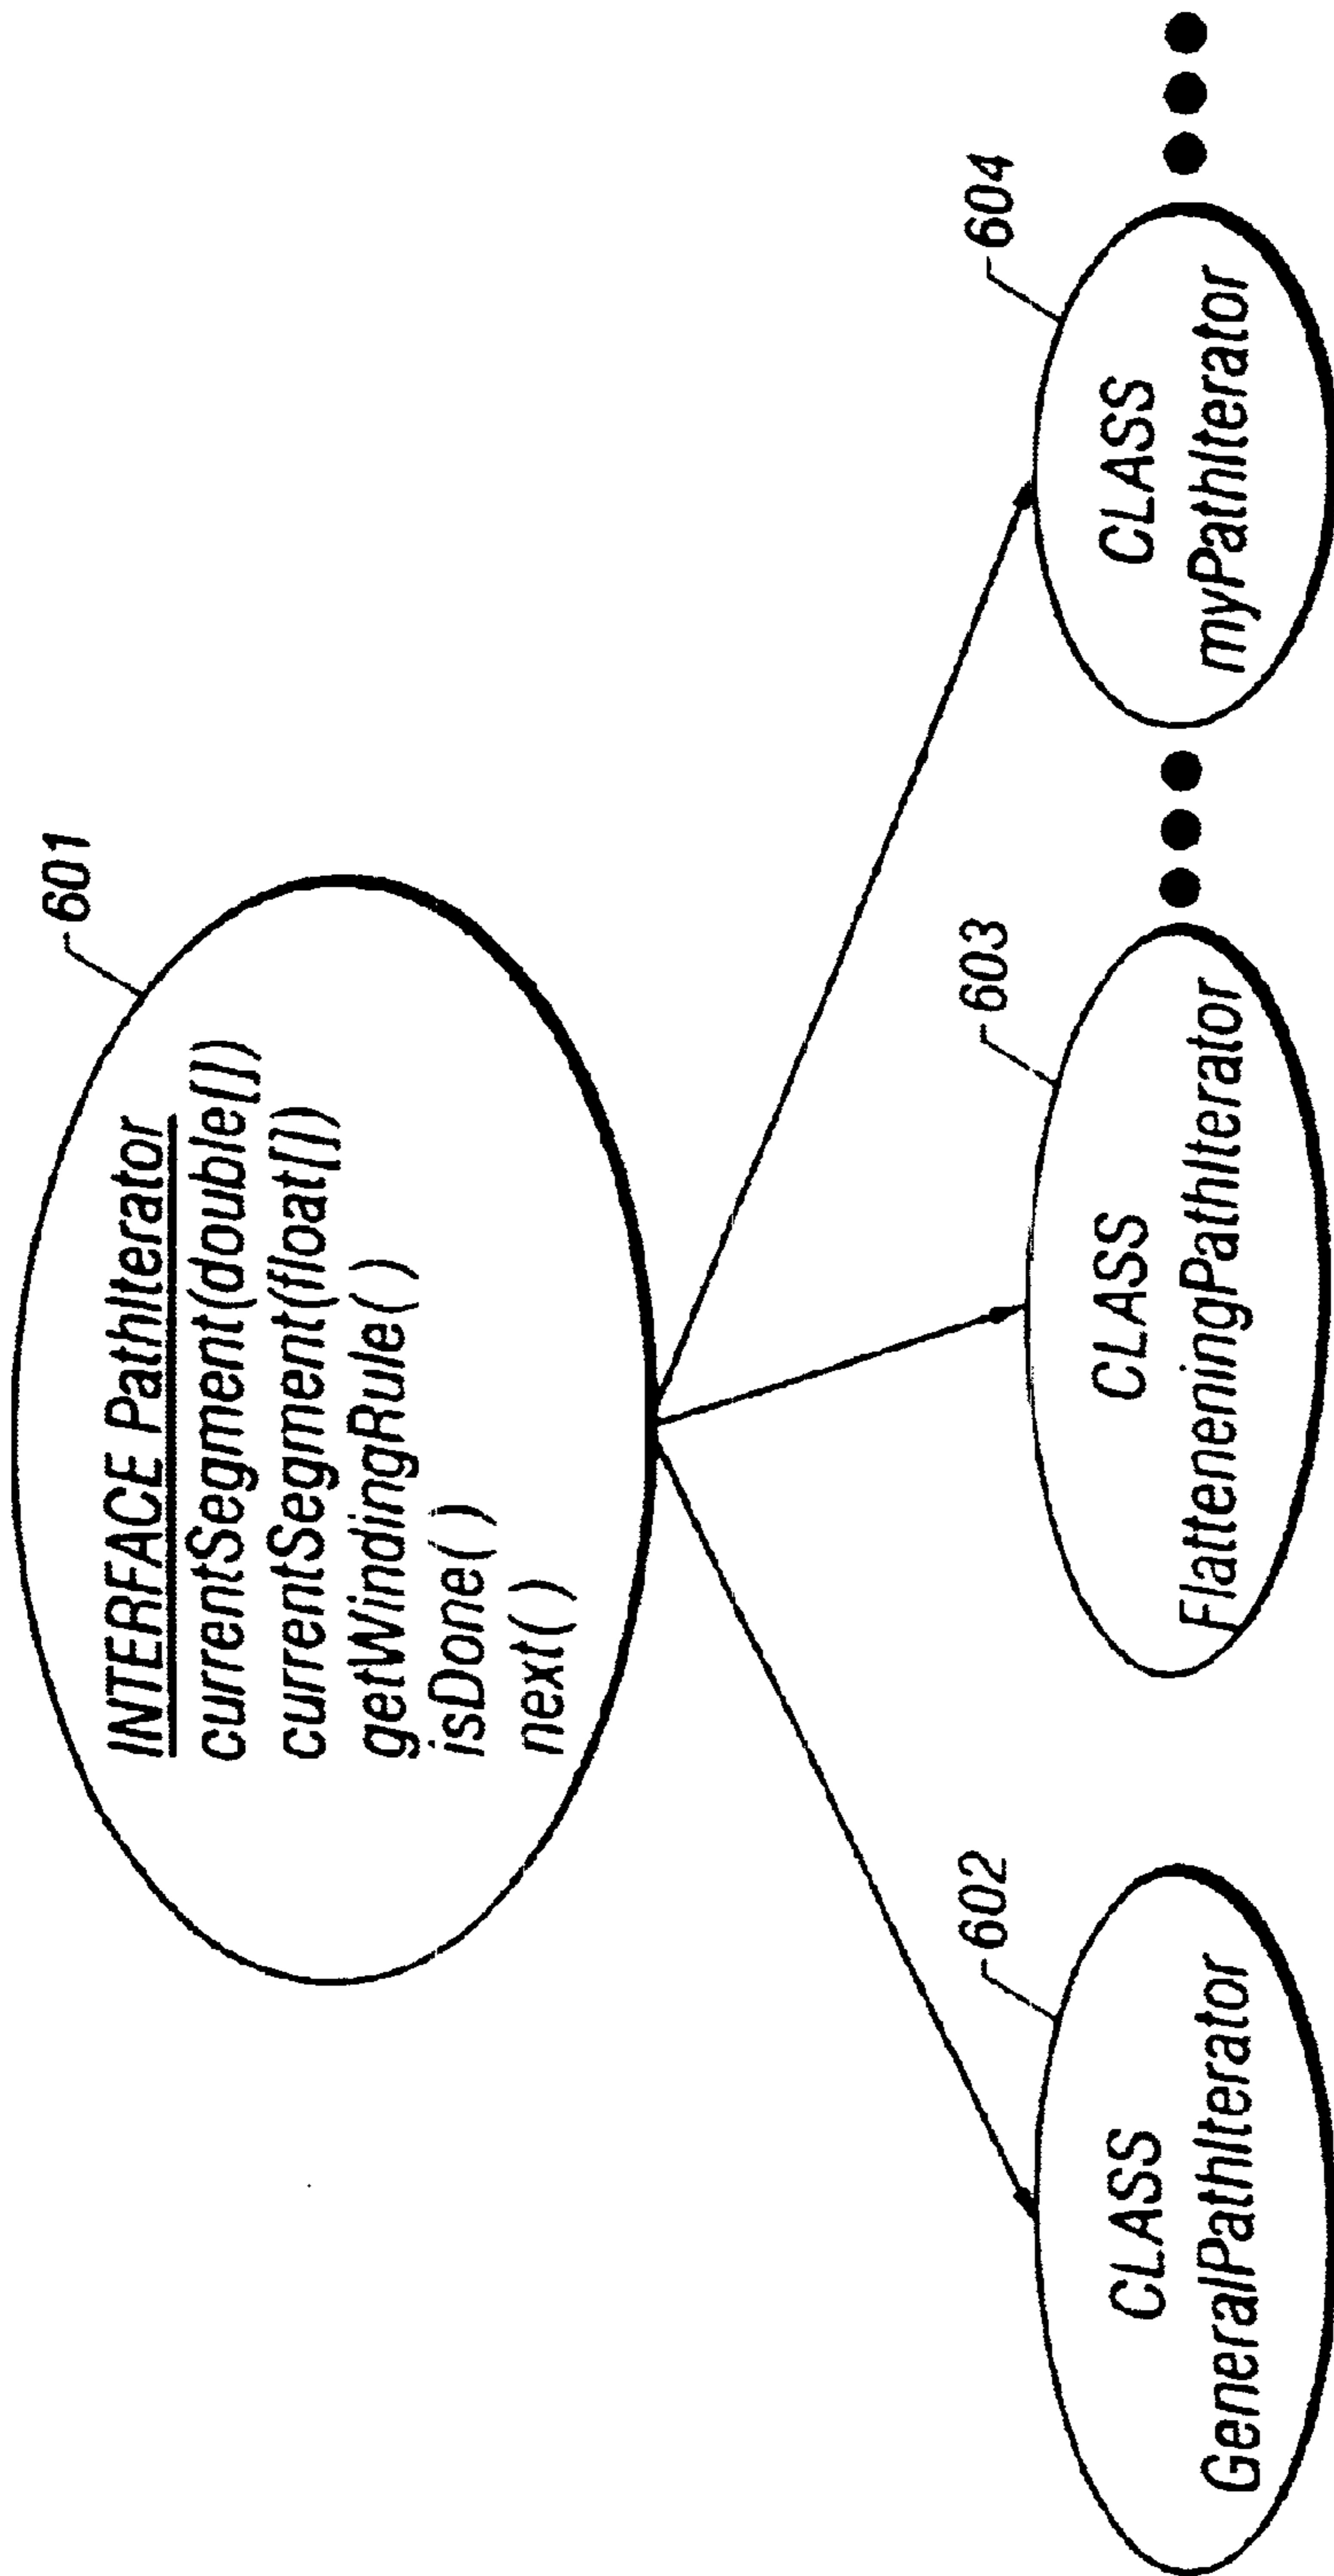 601
INTERFACE PathIterator
currentSegment(double[])
currentSegment(float[])
getWindingRule( )
isDone( )
next( )
602
CLASS
GeneralPathIterator
603
CLASS
FlatteneningPathIterator
604
CLASS
myPathIterator